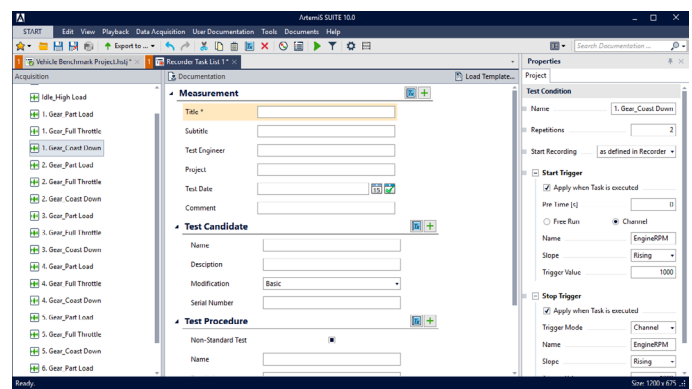 ArtemiS SUITE 10.0
START Edit View Playback Data Acquisition User Documentation Tools Documents Help
Export to ... Search Documentation ...
1 Vehicle Benchmark Project.hstj * 1 Recorder Task List 1 * Properties
Acquisition Documentation Load Template... Project
Idle_High Load
1. Gear_Part Load
1. Gear_Full Throttle
1. Gear_Coast Down
2. Gear_Part Load
2. Gear_Full Throttle
2. Gear_Coast Down
3. Gear_Part Load
3. Gear_Full Throttle
3. Gear_Coast Down
4. Gear_Part Load
4. Gear_Full Throttle
4. Gear_Coast Down
5. Gear_Part Load
5. Gear_Full Throttle
5. Gear_Coast Down
6. Gear_Part Load
Measurement
Title *
Subtitle
Test Engineer
Project
Test Date 15
Comment
Test Candidate
Name
Desciption
Modification Basic
Serial Number
Test Procedure
Non-Standard Test
Name
Test Condition
Name 1. Gear_Coast Down
Repetitions 2
Start Recording as defined in Recorder
Start Trigger
Apply when Task is executed
Pre Time [s] 0
Free Run Channel
Name EngineRPM
Slope Rising
Trigger Value 1000
Stop Trigger
Apply when Task is executed
Trigger Mode Channel
Name EngineRPM
Slope Rising
Ready. Size: 1200 x 675